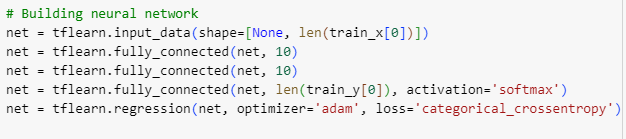 # Building neural network
net = tflearn.input_data(shape=[None, len(train_x[0])])
net = tflearn.fully_connected(net, 10)
net = tflearn.fully_connected(net, 10)
net = tflearn.fully_connected(net, len(train_y[0]), activation='softmax')
net = tflearn.regression(net, optimizer='adam', loss='categorical_crossentropy')